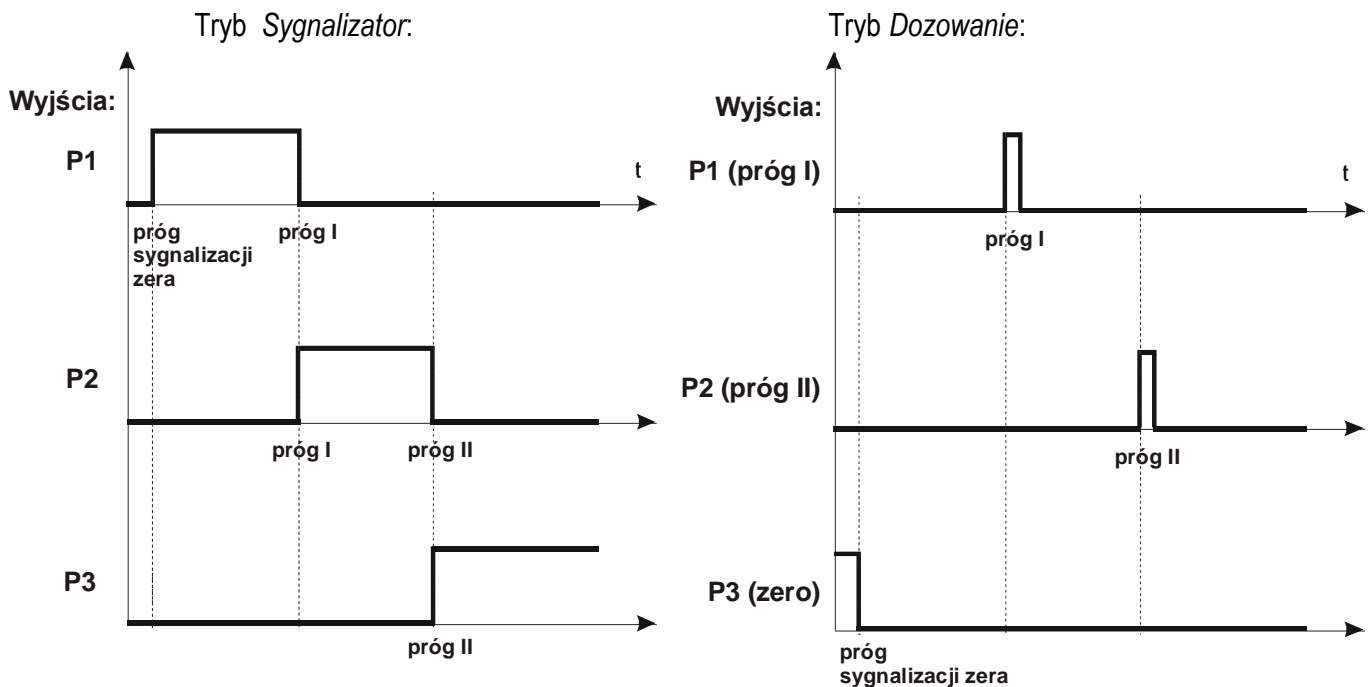 Tryb Sygnalizator:
Wyjścia:
P1
t
próg
sygnalizacji
zera
próg I
P2
próg I
próg II
P3
próg II
Tryb Dozowanie:
Wyjścia:
P1 (próg I)
t
próg I
P2 (próg II)
próg II
P3 (zero)
próg
sygnalizacji zera